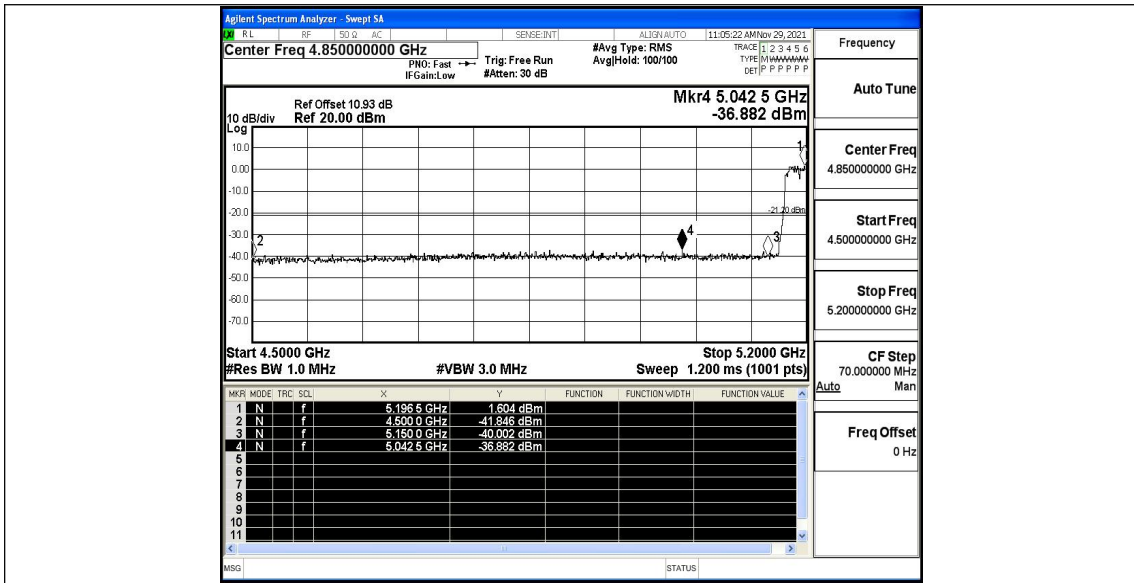 Agilent Spectrum Analyzer - Swept SA
LXI RL RF 50 Ω AC SENSE:INT ALIGN AUTO 11:05:22 AM Nov 29, 2021
Center Freq 4.850000000 GHz
PNO: Fast
IFGain:Low
Trig: Free Run
#Atten: 30 dB
#Avg Type: RMS
Avg|Hold: 100/100
TRACE 1 2 3 4 5 6
TYPE M WWWWW
DET P P P P P P
Mkr4 5.042 5 GHz
-36.882 dBm
Ref Offset 10.93 dB
10 dB/div Ref 20.00 dBm
Log
10.0
0.00
-10.0
-20.0
-30.0
-40.0
-50.0
-60.0
-70.0
1
-21.20 dBm
2
4
3
Start 4.5000 GHz Stop 5.2000 GHz
#Res BW 1.0 MHz #VBW 3.0 MHz Sweep 1.200 ms (1001 pts)
MKR MODE TRC SCL X Y FUNCTION FUNCTION WIDTH FUNCTION VALUE
1 N f 5.196 5 GHz 1.604 dBm
2 N f 4.500 0 GHz -41.846 dBm
3 N f 5.150 0 GHz -40.002 dBm
4 N f 5.042 5 GHz -36.882 dBm
5
6
7
8
9
10
11
MSG STATUS
Frequency
Auto Tune
Center Freq
4.850000000 GHz
Start Freq
4.500000000 GHz
Stop Freq
5.200000000 GHz
CF Step
70.000000 MHz
Auto Man
Freq Offset
0 Hz